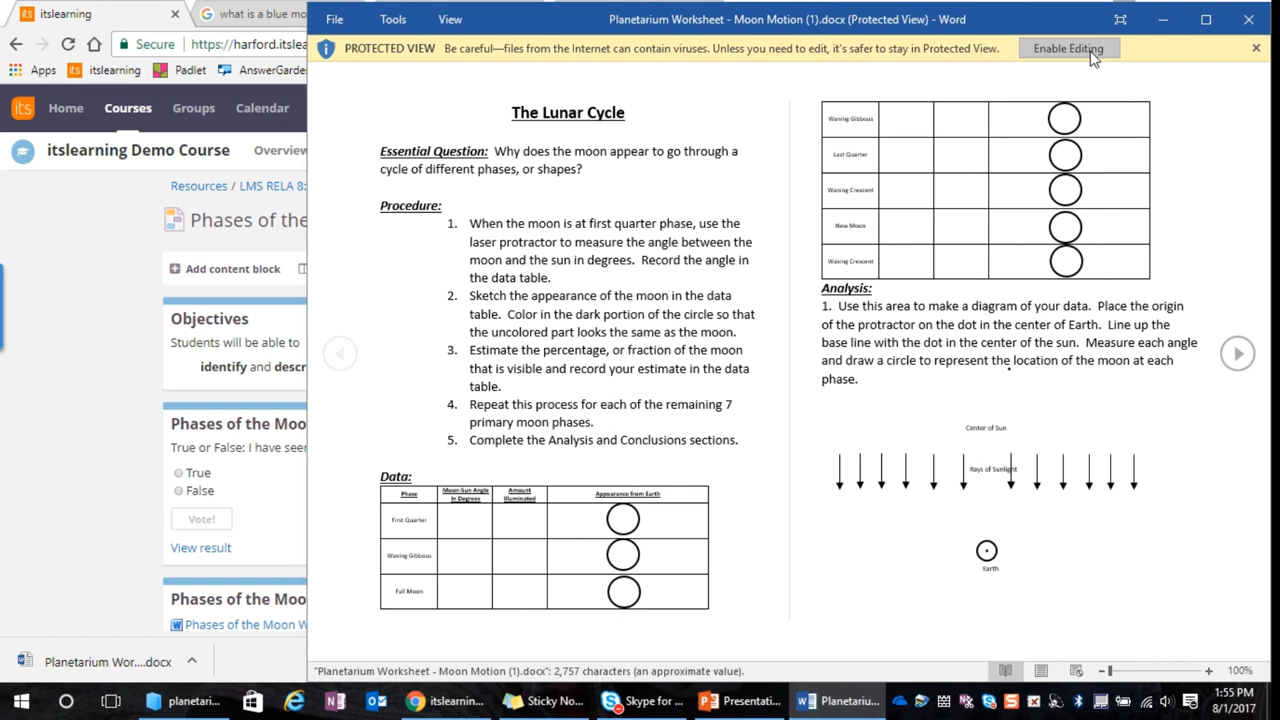 itslearning
what is a blue mo
Secure
https://harford.itslea
Apps
itslearning
Padlet
AnswerGarden
its
Home
Courses
Groups
Calendar
itslearning Demo Course
Overview
Resources / LMS RELA 8:
Phases of the
Add content block
Objectives
Students will be able to
identify and descr
Phases of the Moo
True or False: I have seen
True
False
Vote!
View result
Phases of the Moo
Phases of the Moon W
Planetarium Wor....docx
File
Tools
View
Planetarium Worksheet - Moon Motion (1).docx (Protected View) - Word
PROTECTED VIEW
Be careful—files from the Internet can contain viruses. Unless you need to edit, it's safer to stay in Protected View.
Enable Editing
The Lunar Cycle
Essential Question: Why does the moon appear to go through a
cycle of different phases, or shapes?
Procedure:
1. When the moon is at first quarter phase, use the
laser protractor to measure the angle between the
moon and the sun in degrees. Record the angle in
the data table.
2. Sketch the appearance of the moon in the data
table. Color in the dark portion of the circle so that
the uncolored part looks the same as the moon.
3. Estimate the percentage, or fraction of the moon
that is visible and record your estimate in the data
table.
4. Repeat this process for each of the remaining 7
primary moon phases.
5. Complete the Analysis and Conclusions sections.
Data:
Phase
Moon-Sun Angle
In Degrees
Amount
Illuminated
Appearance from Earth
First Quarter
Waxing Gibbous
Full Moon
Waning Gibbous
Last Quarter
Waning Crescent
New Moon
Waxing Crescent
Analysis:
1. Use this area to make a diagram of your data. Place the origin
of the protractor on the dot in the center of Earth. Line up the
base line with the dot in the center of the sun. Measure each angle
and draw a circle to represent the location of the moon at each
phase.
Center of Sun
Rays of Sunlight
Earth
"Planetarium Worksheet - Moon Motion (1).docx": 2,757 characters (an approximate value).
100%
planetari...
itslearnin...
Sticky No...
Skype for ...
Presentati...
Planetariu...
1:55 PM
8/1/2017